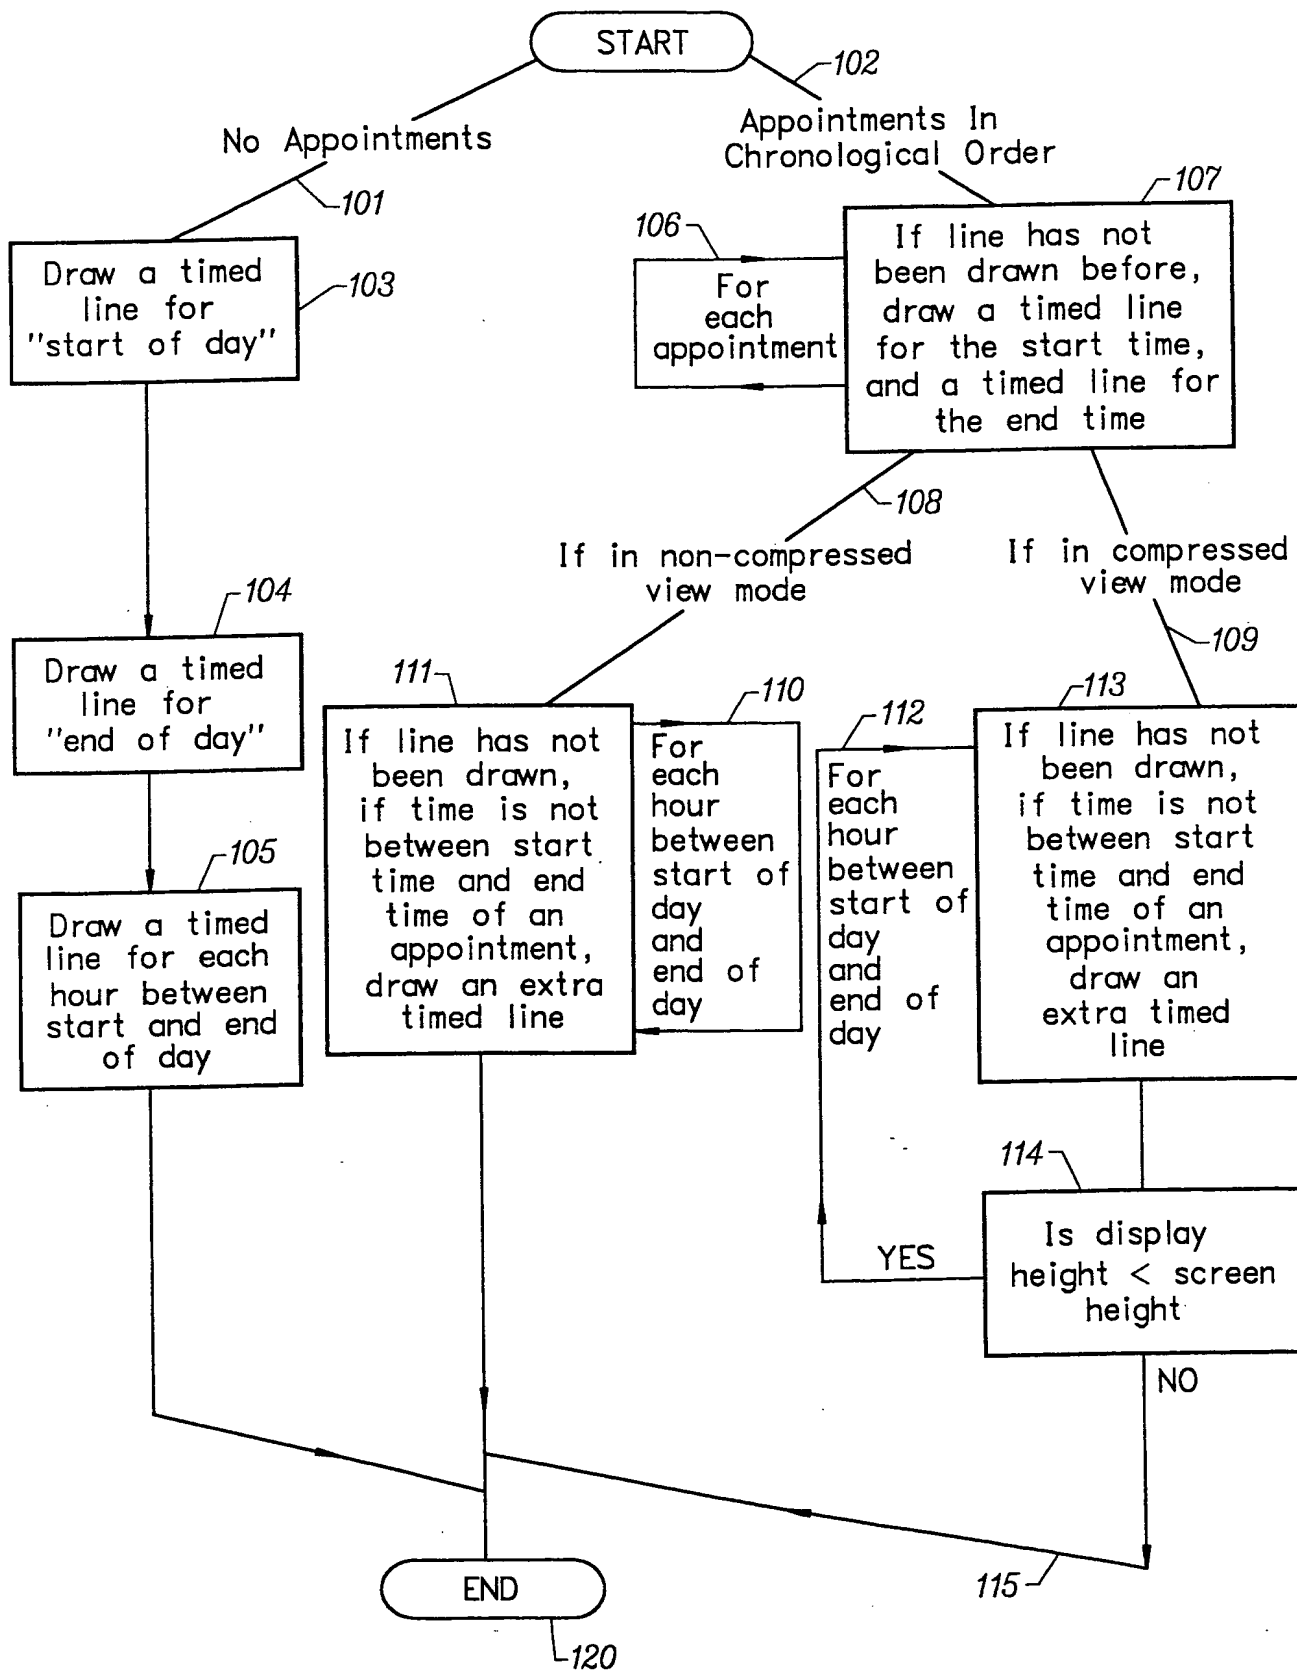 START
102
No Appointments
101
Appointments In
Chronological Order
107
106
For
each
appointment
If line has not
been drawn before,
draw a timed line
for the start time,
and a timed line for
the end time
Draw a timed
line for
"start of day"
103
108
If in non-compressed
view mode
If in compressed
view mode
109
104
Draw a timed
line for
"end of day"
105
Draw a timed
line for each
hour between
start and end
of day
111
If line has not
been drawn,
if time is not
between start
time and end
time of an
appointment,
draw an extra
timed line
110
For
each
hour
between
start of
day
and
end of
day
112
For
each
hour
between
start of
day
and
end of
day
113
If line has not
been drawn,
if time is not
between start
time and end
time of an
appointment,
draw an
extra timed
line
114
Is display
height < screen
height
YES
NO
115
END
120